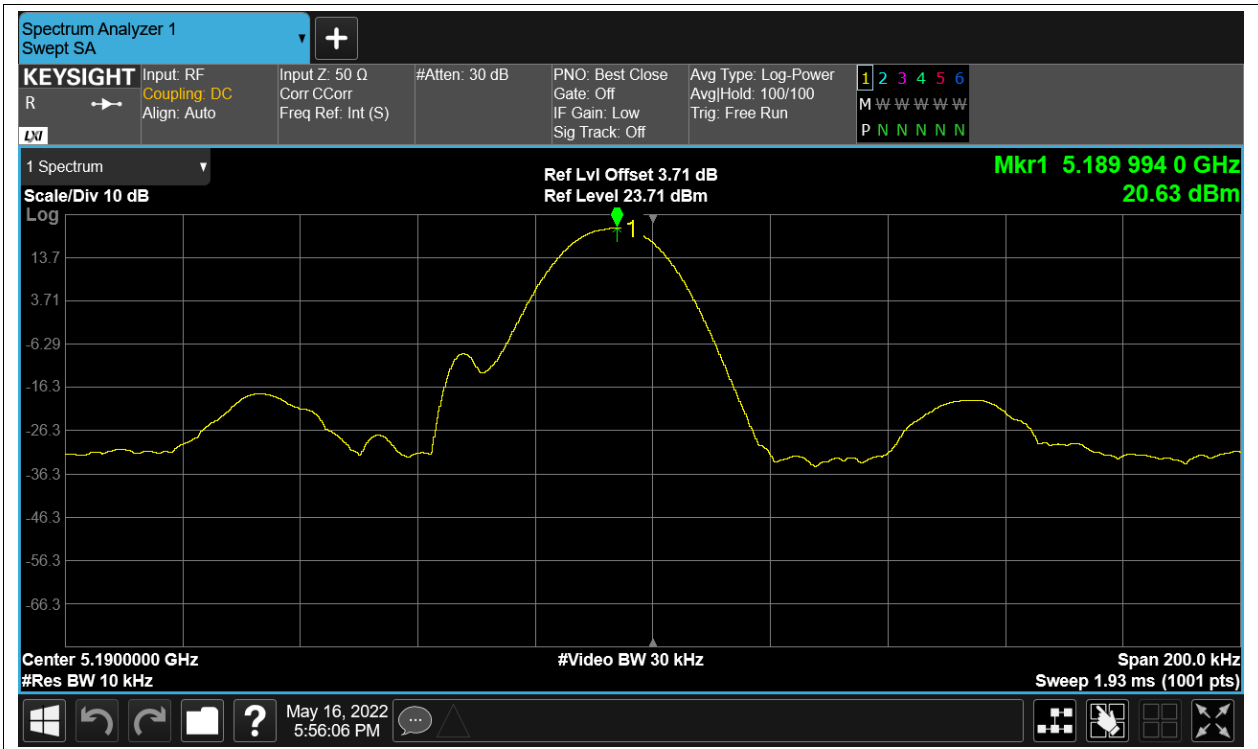 Spectrum Analyzer 1
Swept SA
KEYSIGHT
R
LXI
Input: RF
Coupling: DC
Align: Auto
Input Z: 50 Ω
Corr CCorr
Freq Ref: Int (S)
#Atten: 30 dB
PNO: Best Close
Gate: Off
IF Gain: Low
Sig Track: Off
Avg Type: Log-Power
Avg|Hold: 100/100
Trig: Free Run
1 2 3 4 5 6
M W W W W W
P N N N N N
1 Spectrum
Scale/Div 10 dB
Log
Ref Lvl Offset 3.71 dB
Ref Level 23.71 dBm
Mkr1 5.189 994 0 GHz
20.63 dBm
1
13.7
3.71
-6.29
-16.3
-26.3
-36.3
-46.3
-56.3
-66.3
Center 5.1900000 GHz
#Res BW 10 kHz
#Video BW 30 kHz
Span 200.0 kHz
Sweep 1.93 ms (1001 pts)
?
May 16, 2022
5:56:06 PM